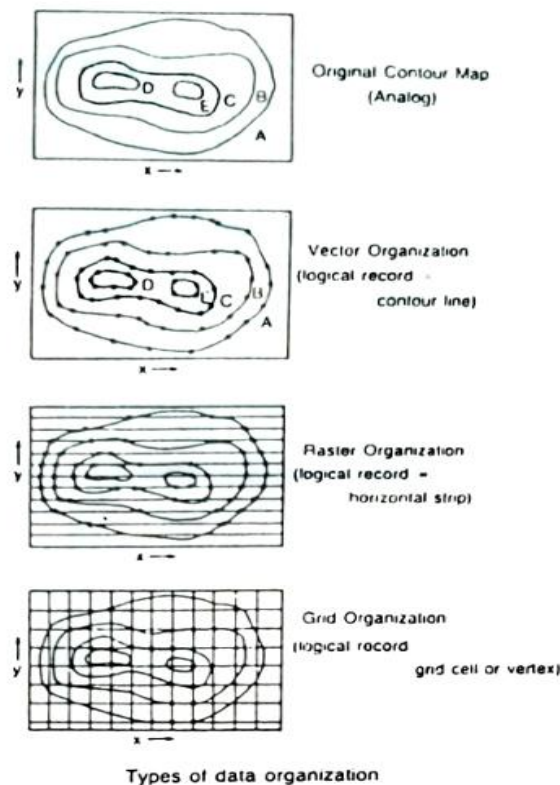 Original Contour Map
(Analog)
y
D
E
C
B
A
x
Vector Organization
(logical record -
contour line)
y
D
C
B
A
x
Raster Organization
(logical record =
horizontal strip)
y
x
Grid Organization
(logical rocord
grid cell or vertex)
y
x
Types of data organization